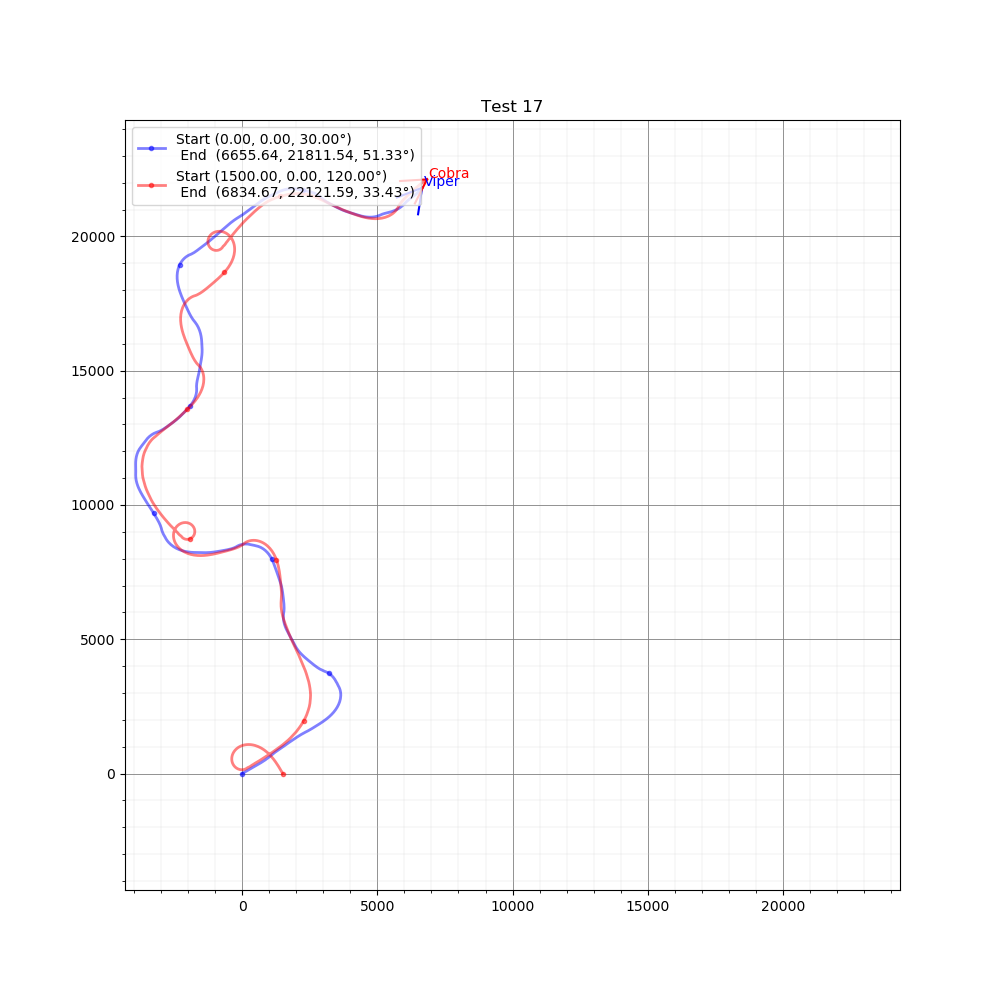 Test 17
Start (0.00, 0.00, 30.00°)
End (6655.64, 21811.54, 51.33°)
Start (1500.00, 0.00, 120.00°)
End (6834.67, 22121.59, 33.43°)
Cobra
Viper
20000
15000
10000
5000
0
0 5000 10000 15000 20000